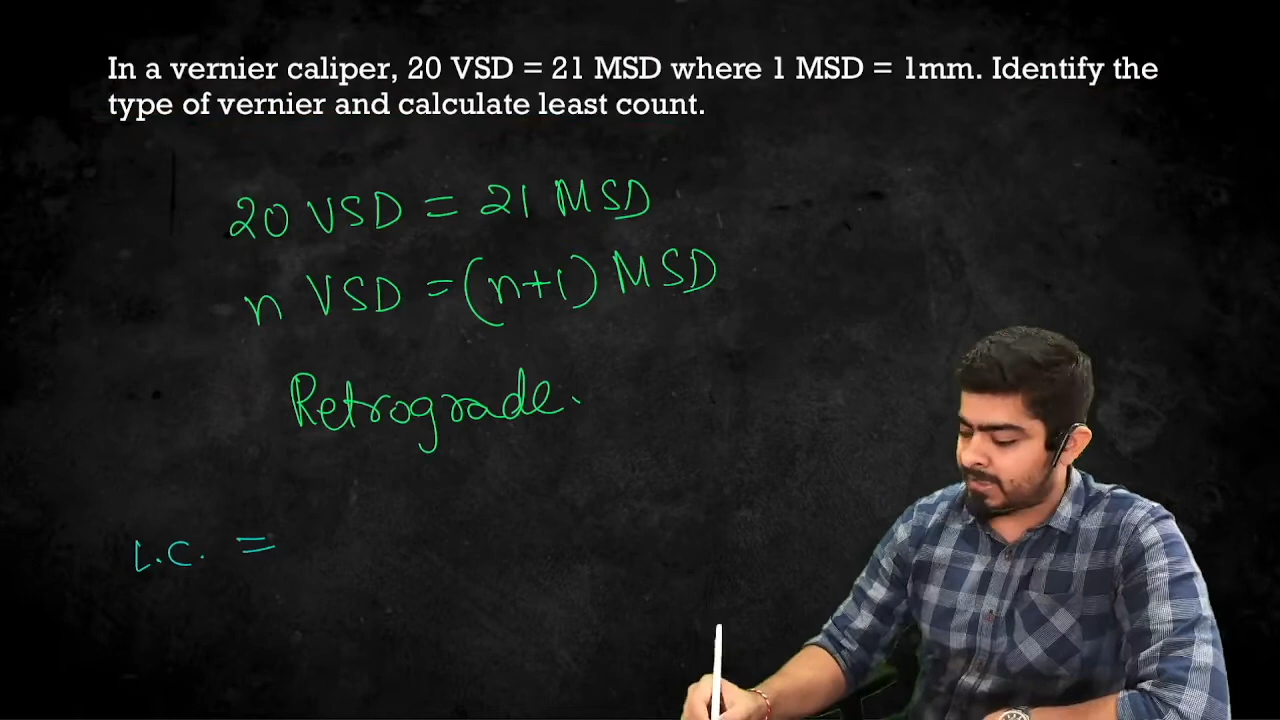 In a vernier caliper, 20 VSD = 21 MSD where 1 MSD = 1mm. Identify the
type of vernier and calculate least count.
20 VSD = 21 MSD
n VSD = (n+1) MSD
Retrograde.
L.C. =